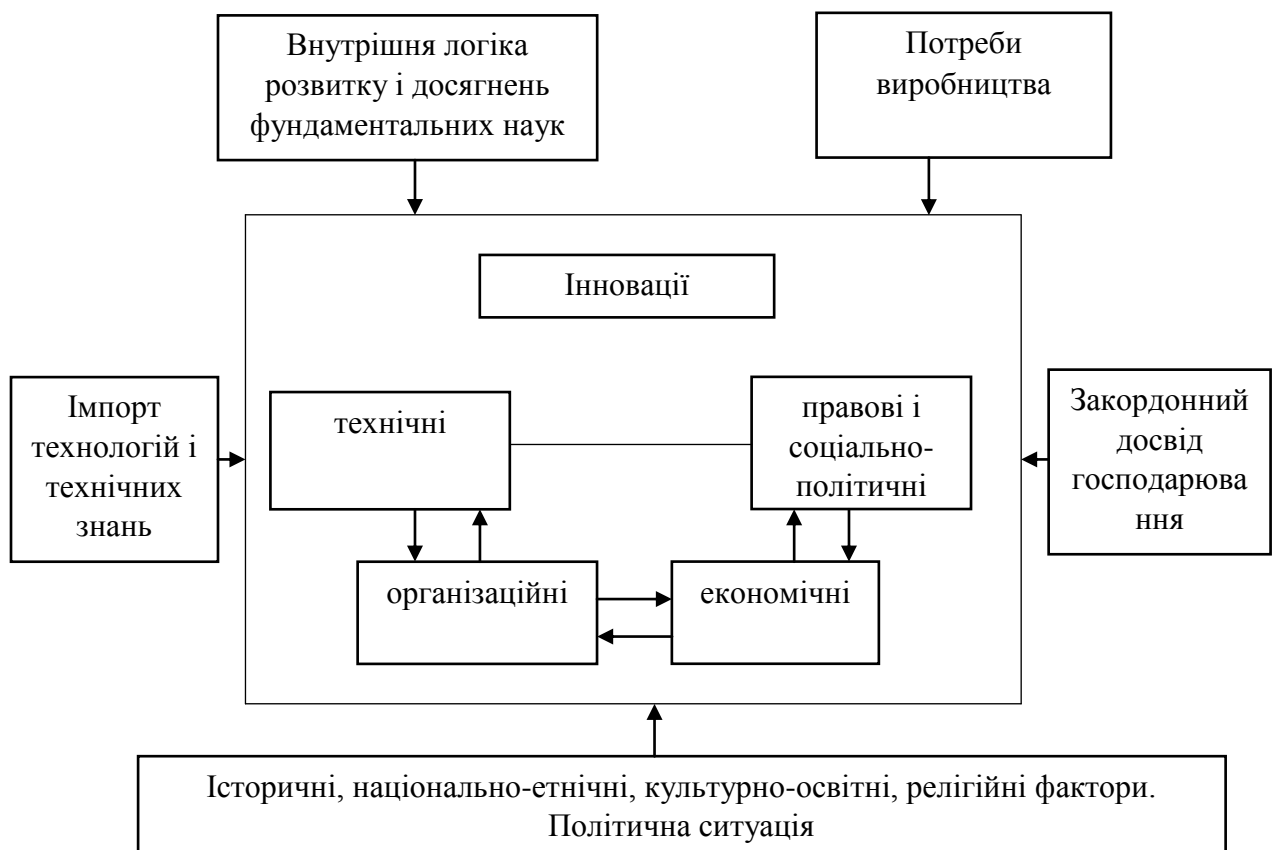 Внутрішня логіка
розвитку і досягнень
фундаментальних наук
Потреби
виробництва
Інновації
Імпорт
технологій і
технічних
знань
технічні
правові і
соціально-
політичні
Закордонний
досвід
господарюва
ння
організаційні
економічні
Історичні, національно-етнічні, культурно-освітні, релігійні фактори.
Політична ситуація